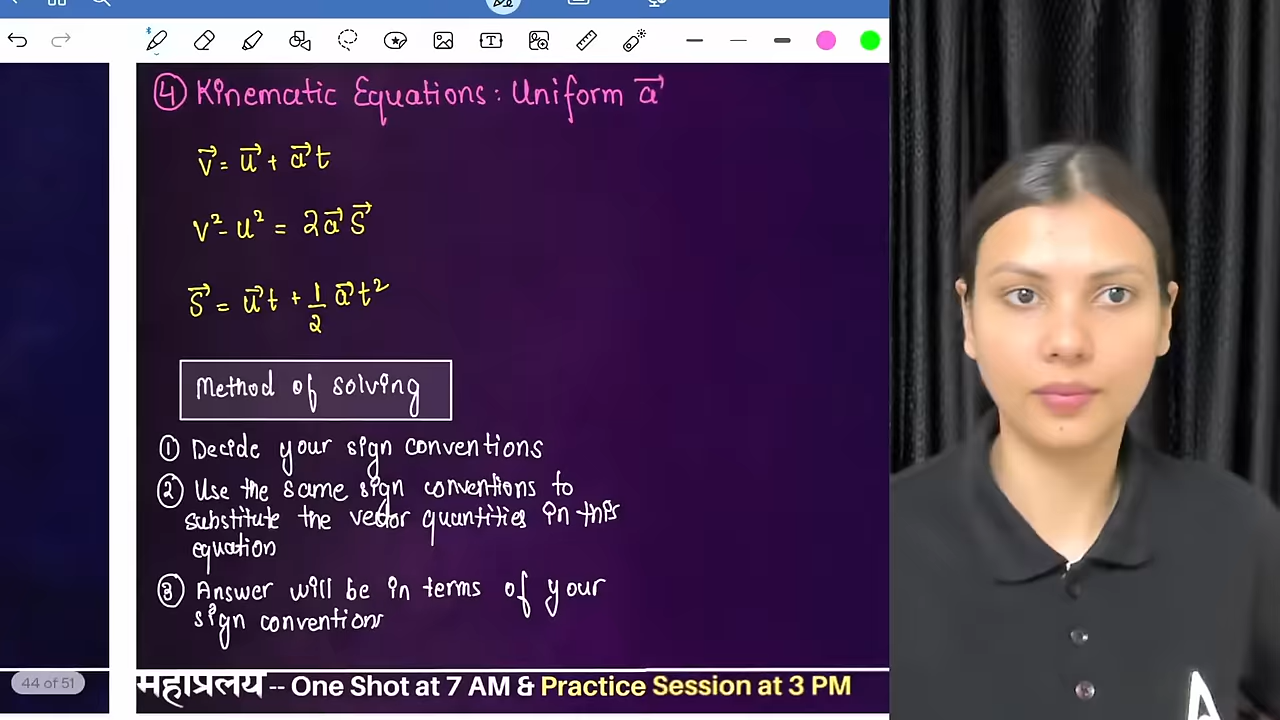 ④ Kinematic Equations: Uniform a⃗
v⃗ = u⃗ + a⃗ t
v² - u² = 2 a⃗ s⃗
s⃗ = u⃗ t + 1/2 a⃗ t²
Method of solving
① Decide your sign conventions
② Use the same sign conventions to
substitute the vector quantities in this
equation
③ Answer will be in terms of your
sign conventions
44 of 51
महाप्रलय -- One Shot at 7 AM & Practice Session at 3 PM